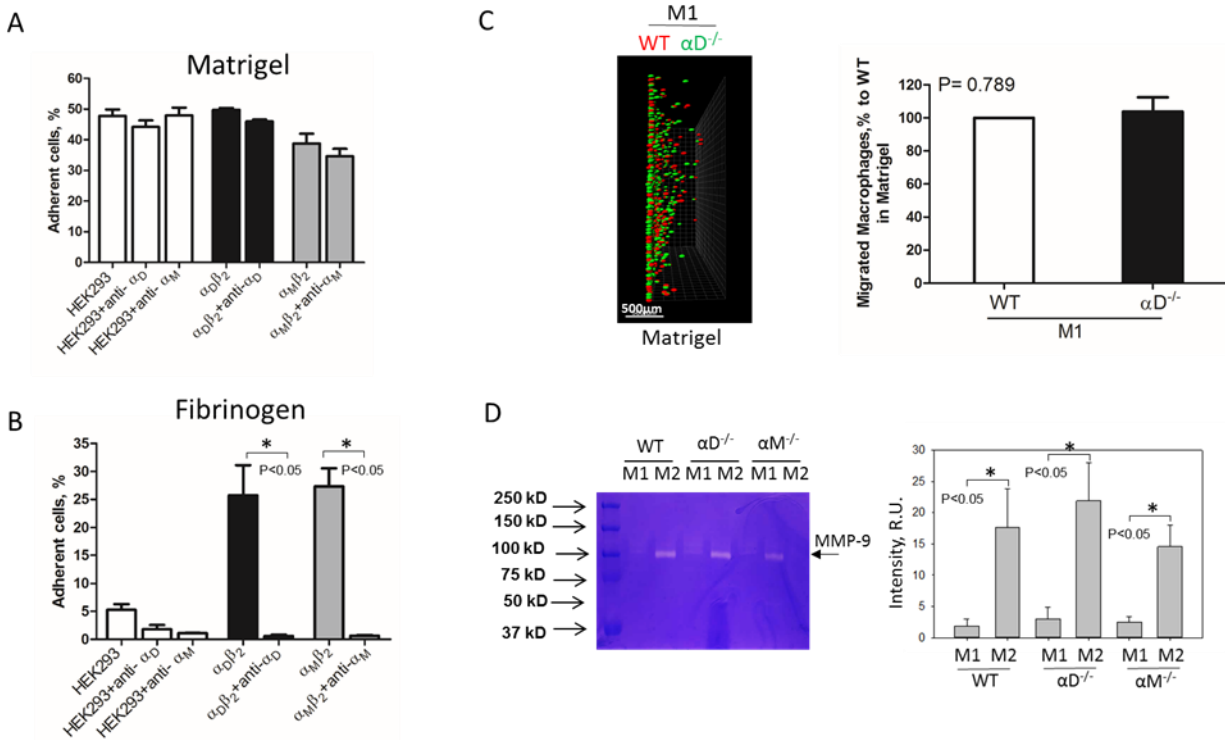 A
Matrigel
Adherent cells, %
60
50
40
30
20
10
0
HEK293
HEK293+anti- αD
HEK293+anti- αM
αDβ2
αDβ2+anti-αD
αMβ2
αMβ2+anti-αM
B
Fibrinogen
Adherent cells, %
35
30
25
20
15
10
5
0
*
P<0.05
*
P<0.05
HEK293
HEK293+anti- αD
HEK293+anti- αM
αDβ2
αDβ2+anti-αD
αMβ2
αMβ2+anti-αM
C
M1
WT αD-/-
500μm
Matrigel
Migrated Macrophages,% to WT
in Matrigel
120
100
80
60
40
20
0
P= 0.789
WT
αD-/-
M1
D
WT αD-/- αM-/-
M1 M2 M1 M2 M1 M2
250 kD
150 kD
100 kD
75 kD
50 kD
37 kD
MMP-9
Intensity, R.U.
30
25
20
15
10
5
0
*
P<0.05
*
P<0.05
*
P<0.05
M1 M2 M1 M2 M1 M2
WT αD-/- αM-/-